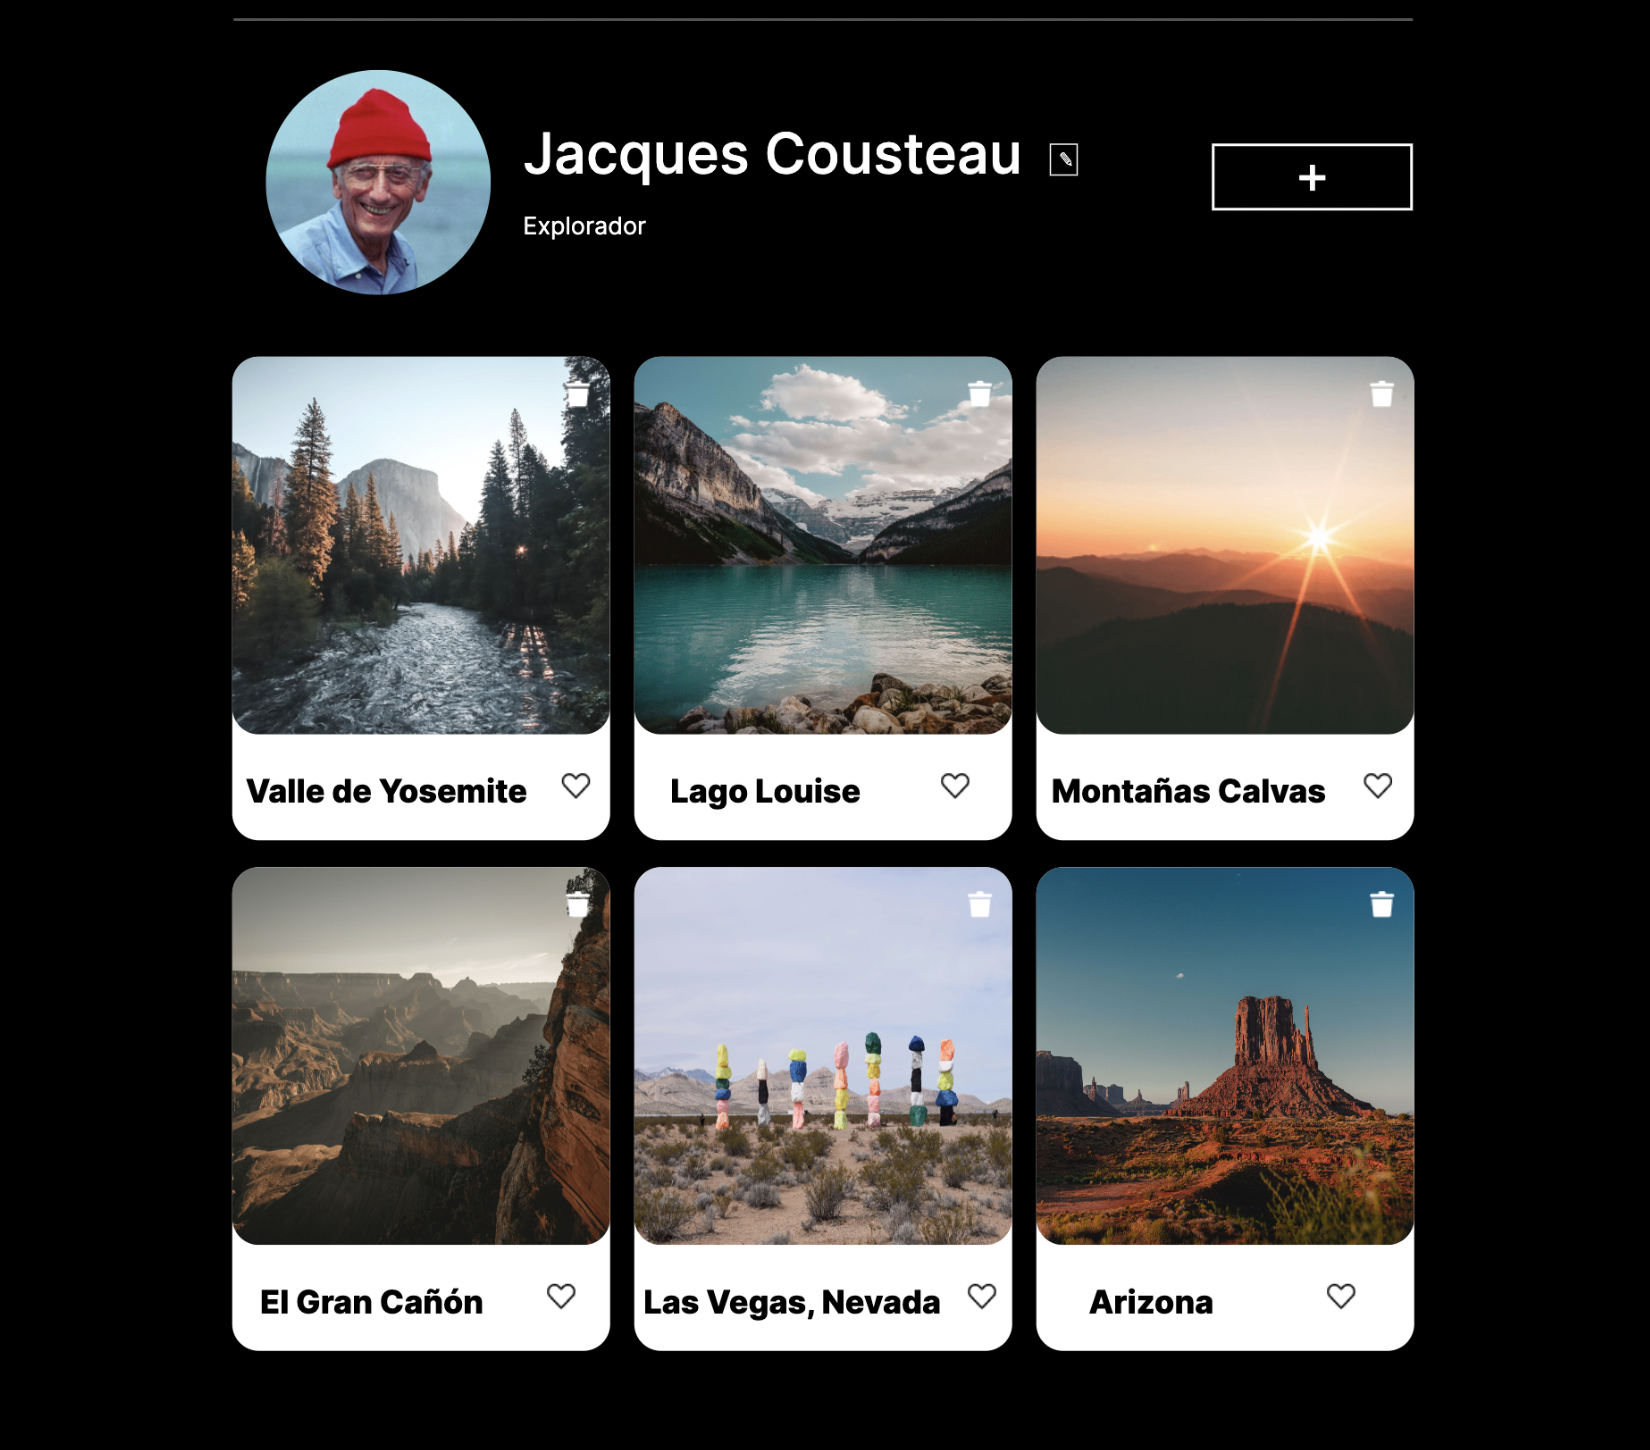 Jacques Cousteau
Explorador
Valle de Yosemite
Lago Louise
Montañas Calvas
El Gran Cañón
Las Vegas, Nevada
Arizona